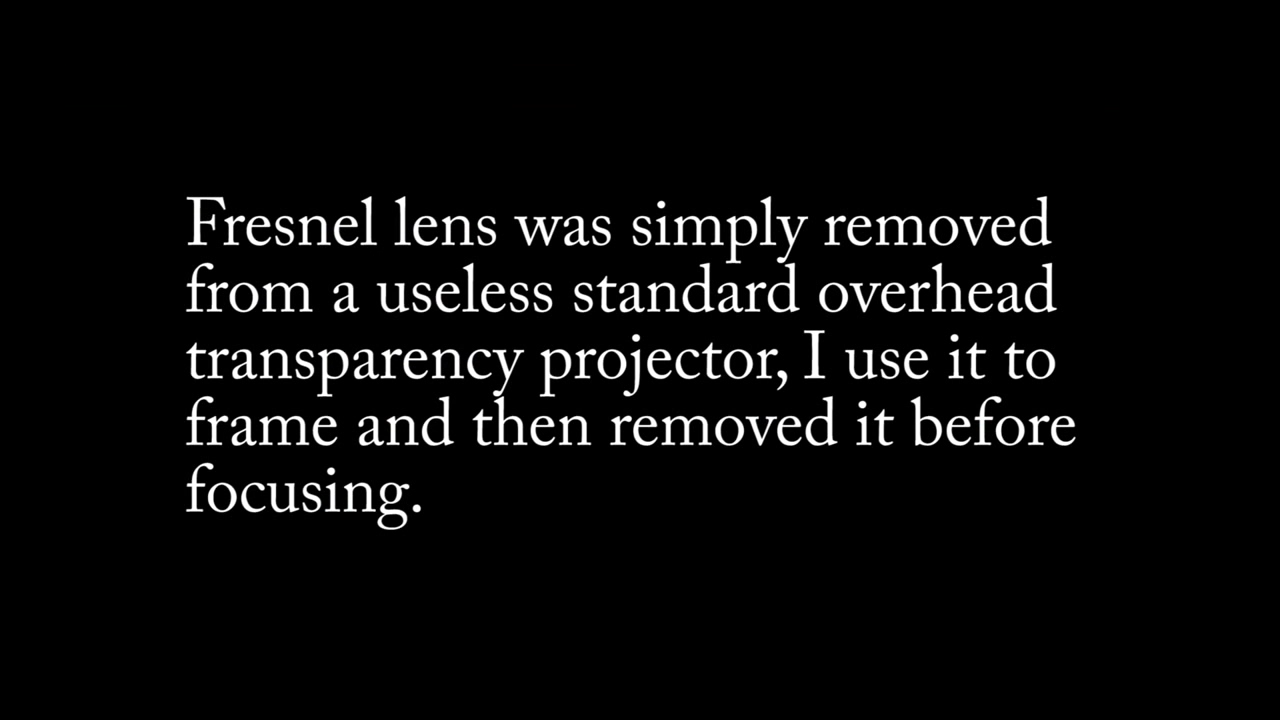 Fresnel lens was simply removed
from a useless standard overhead
transparency projector, I use it to
frame and then removed it before
focusing.